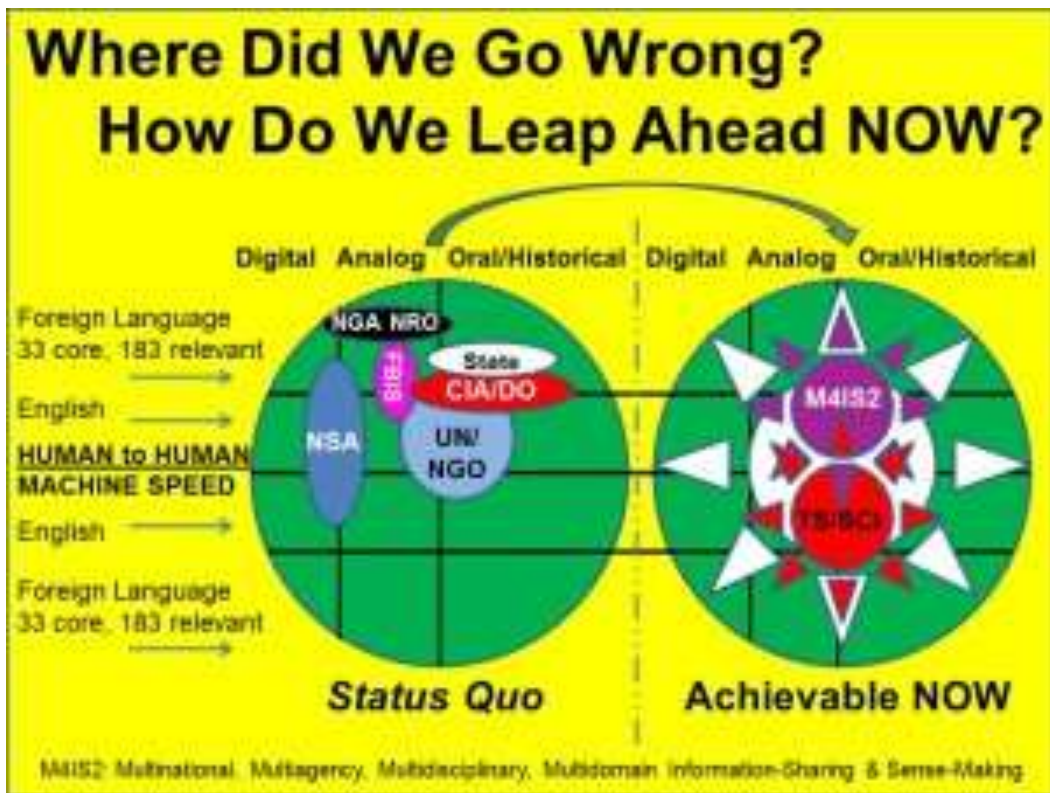 Where Did We Go Wrong?
How Do We Leap Ahead NOW?
Digital Analog Oral/Historical Digital Analog Oral/Historical
Foreign Language
33 core, 183 relevant
English
HUMAN to HUMAN
MACHINE SPEED
English
Foreign Language
33 core, 183 relevant
NGA NRO
FBIS
State
CIA/DO
NSA
UN/
NGO
M4IS2
TS/SCI
Status Quo
Achievable NOW
M4IS2: Multinational, Multiagency, Multidisciplinary, Multidomain Information-Sharing & Sense-Making